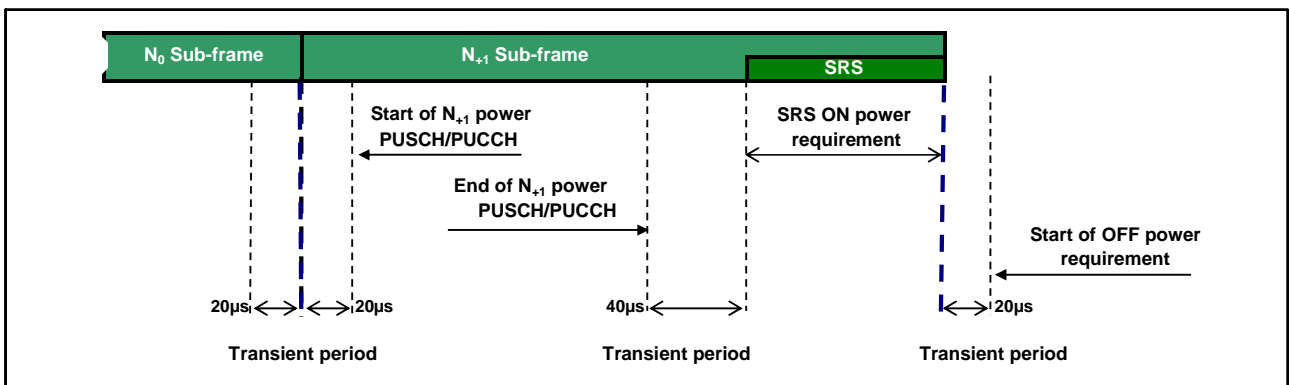 N0 Sub-frame
N+1 Sub-frame
SRS
Start of N+1 power
PUSCH/PUCCH
SRS ON power
requirement
End of N+1 power
PUSCH/PUCCH
Start of OFF power
requirement
20µs
20µs
40µs
20µs
Transient period
Transient period
Transient period